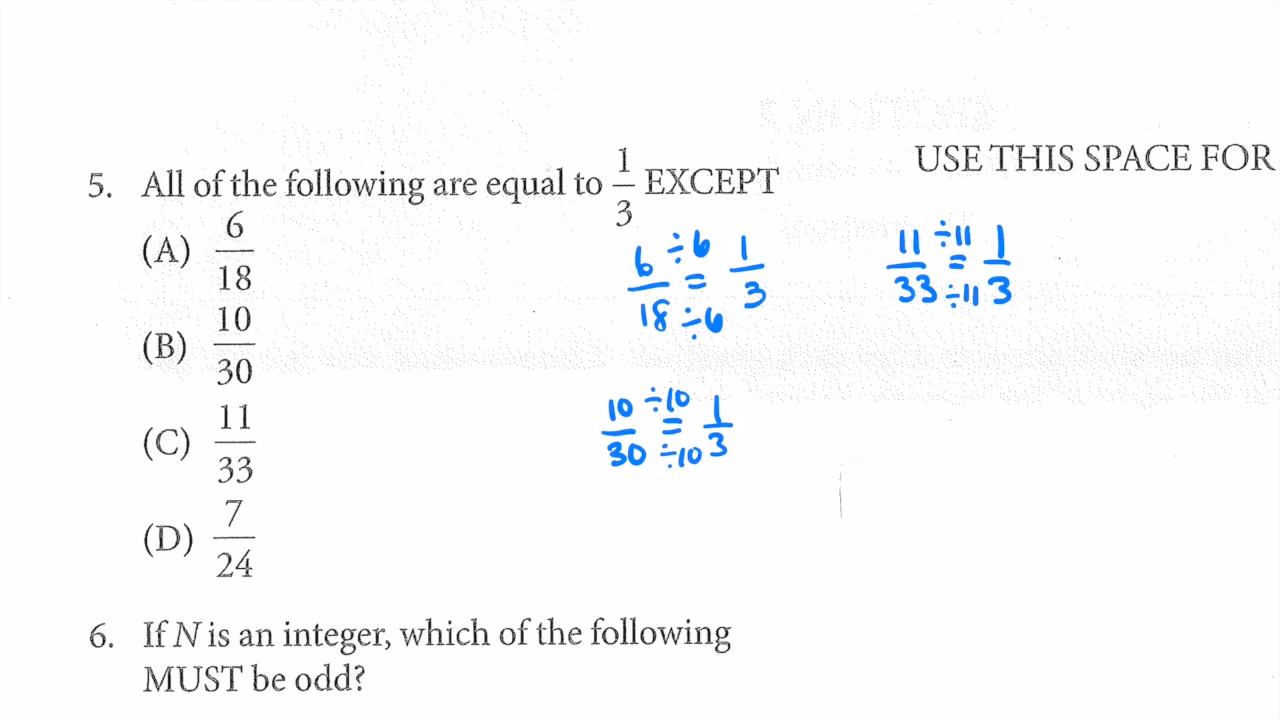 USE THIS SPACE FOR
5. All of the following are equal to 1/3 EXCEPT
(A) 6/18
(B) 10/30
(C) 11/33
(D) 7/24
6 ÷6 1
— = —
18 ÷6 3
11 ÷11 1
— = —
33 ÷11 3
10 ÷10 1
— = —
30 ÷10 3
6. If N is an integer, which of the following
MUST be odd?